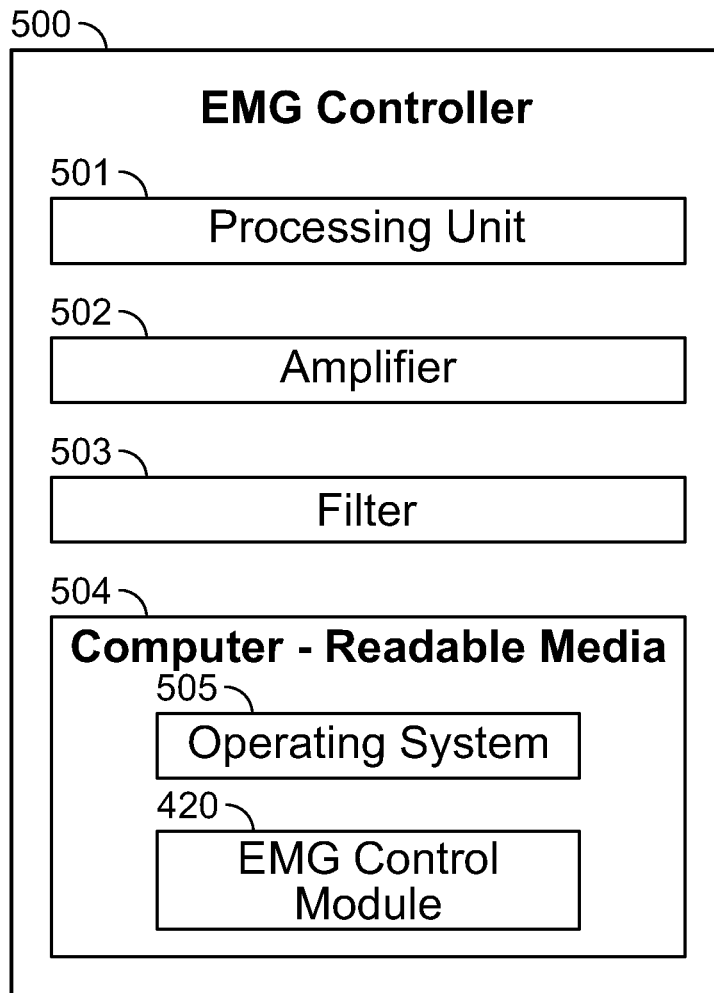 500
EMG Controller
501
Processing Unit
502
Amplifier
503
Filter
504
Computer - Readable Media
505
Operating System
420
EMG Control
Module